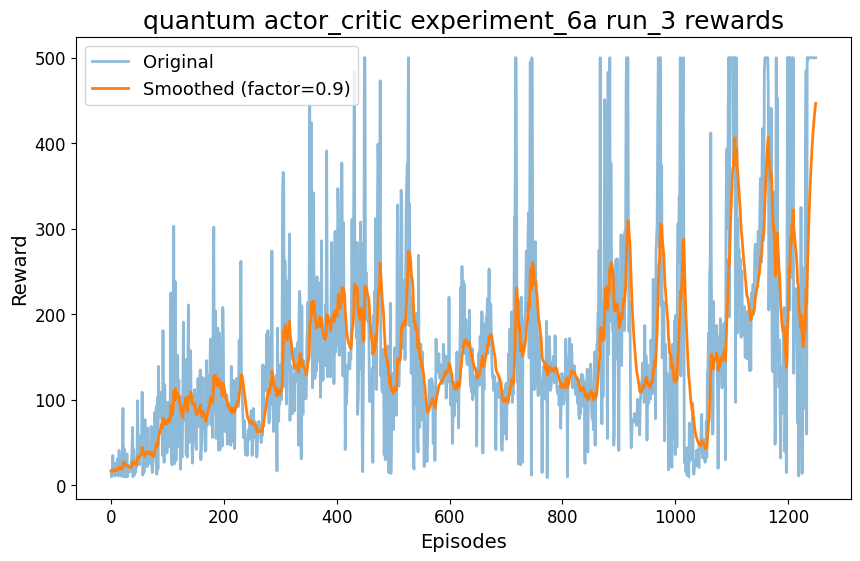 quantum actor_critic experiment_6a run_3 rewards
Original
Smoothed (factor=0.9)
Reward
500
400
300
200
100
0
0 200 400 600 800 1000 1200
Episodes